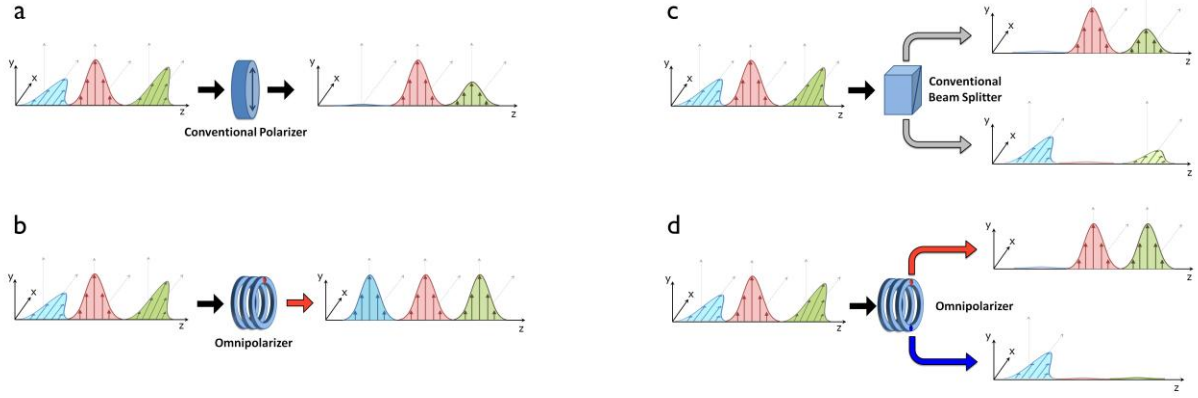 a
y
x
z
Conventional Polarizer
y
x
z
b
y
x
z
Omnipolarizer
y
x
z
c
y
x
z
Conventional
Beam Splitter
y
x
z
y
x
z
d
y
x
z
Omnipolarizer
y
x
z
y
x
z